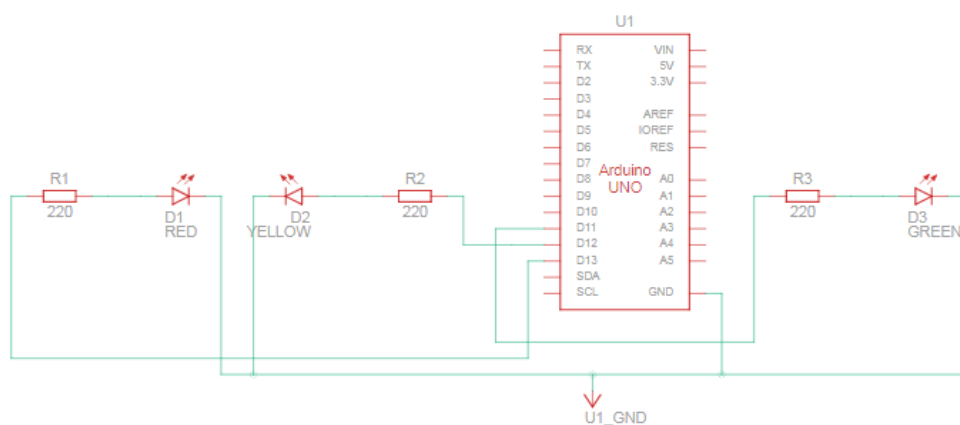 U1
RX VIN
TX 5V
D2 3.3V
D3
D4 AREF
D5 IOREF
D6 RES
D7
Arduino
UNO
D8 A0
D9 A1
D10 A2
D11 A3
D12 A4
D13 A5
SDA
SCL GND
R1
220
D1
RED
D2
YELLOW
R2
220
R3
220
D3
GREEN
U1_GND